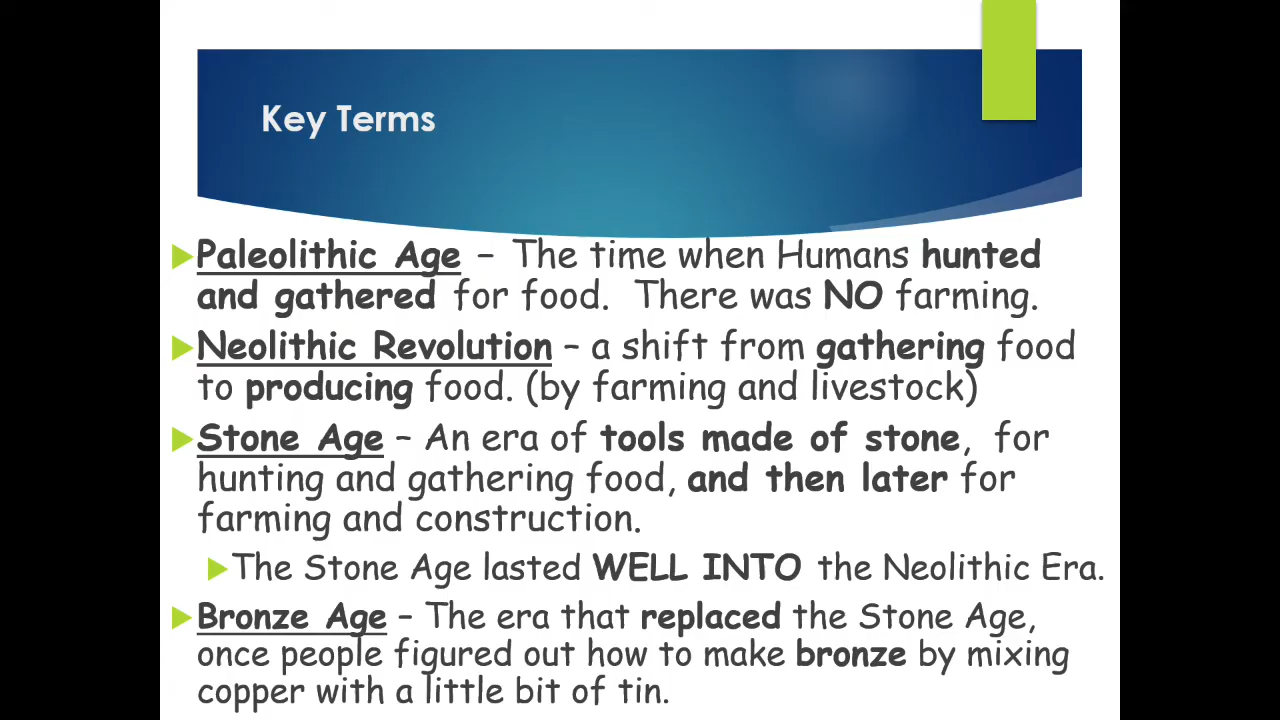 Key Terms
Paleolithic Age – The time when Humans hunted
and gathered for food. There was NO farming.
Neolithic Revolution – a shift from gathering food
to producing food. (by farming and livestock)
Stone Age – An era of tools made of stone, for
hunting and gathering food, and then later for
farming and construction.
The Stone Age lasted WELL INTO the Neolithic Era.
Bronze Age – The era that replaced the Stone Age,
once people figured out how to make bronze by mixing
copper with a little bit of tin.